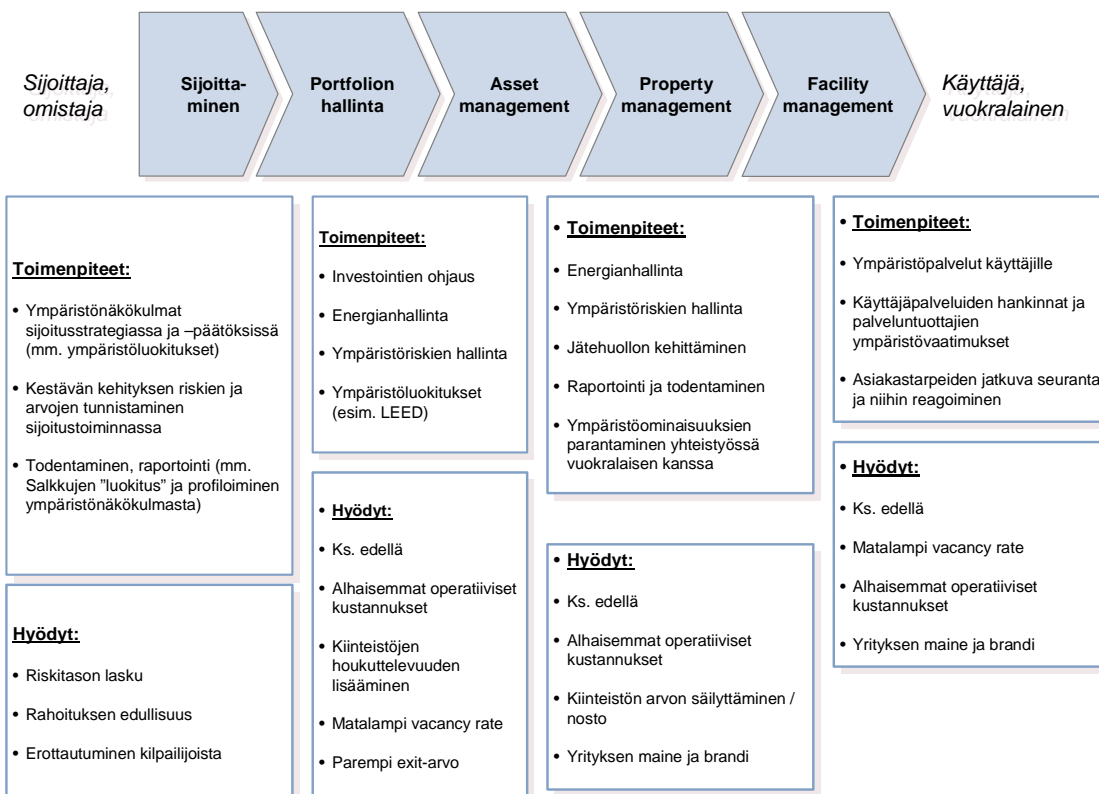 Sijoittaja,
omistaja
Sijoitta-
minen
Portfolion
hallinta
Asset
management
Property
management
Facility
management
Käyttäjä,
vuokralainen
Toimenpiteet:
• Ympäristönäkökulmat
sijoitusstrategiassa ja –päätöksissä
(mm. ympäristöluokitukset)
• Kestävän kehityksen riskien ja
arvojen tunnistaminen
sijoitustoiminnassa
• Todentaminen, raportointi (mm.
Salkkujen ”luokitus” ja profiloiminen
ympäristönäkökulmasta)
Hyödyt:
• Riskitason lasku
• Rahoituksen edullisuus
• Erottautuminen kilpailijoista
Toimenpiteet:
• Investointien ohjaus
• Energianhallinta
• Ympäristöriskien hallinta
• Ympäristöluokitukset
(esim. LEED)
• Hyödyt:
• Ks. edellä
• Alhaisemmat operatiiviset
kustannukset
• Kiinteistöjen
houkuttelevuuden
lisääminen
• Matalampi vacancy rate
• Parempi exit-arvo
• Toimenpiteet:
• Energianhallinta
• Ympäristöriskien hallinta
• Jätehuollon kehittäminen
• Raportointi ja todentaminen
• Ympäristöominaisuuksien
parantaminen yhteistyössä
vuokralaisen kanssa
• Hyödyt:
• Ks. edellä
• Alhaisemmat operatiiviset
kustannukset
• Kiinteistön arvon säilyttäminen /
nosto
• Yrityksen maine ja brandi
• Toimenpiteet:
• Ympäristöpalvelut käyttäjille
• Käyttäjäpalveluiden hankinnat ja
palveluntuottajien
ympäristövaatimukset
• Asiakastarpeiden jatkuva seuranta
ja niihin reagoiminen
• Hyödyt:
• Ks. edellä
• Matalampi vacancy rate
• Alhaisemmat operatiiviset
kustannukset
• Yrityksen maine ja brandi